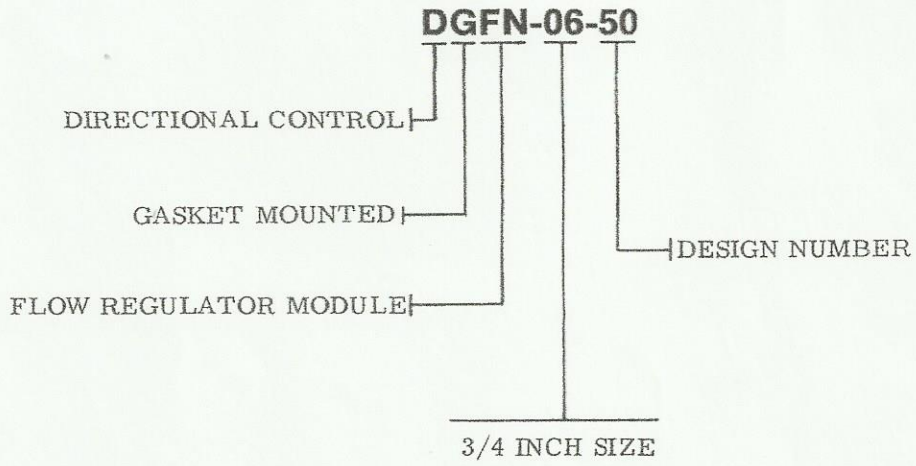 DGFN-06-50
DIRECTIONAL CONTROL
GASKET MOUNTED
DESIGN NUMBER
FLOW REGULATOR MODULE
3/4 INCH SIZE